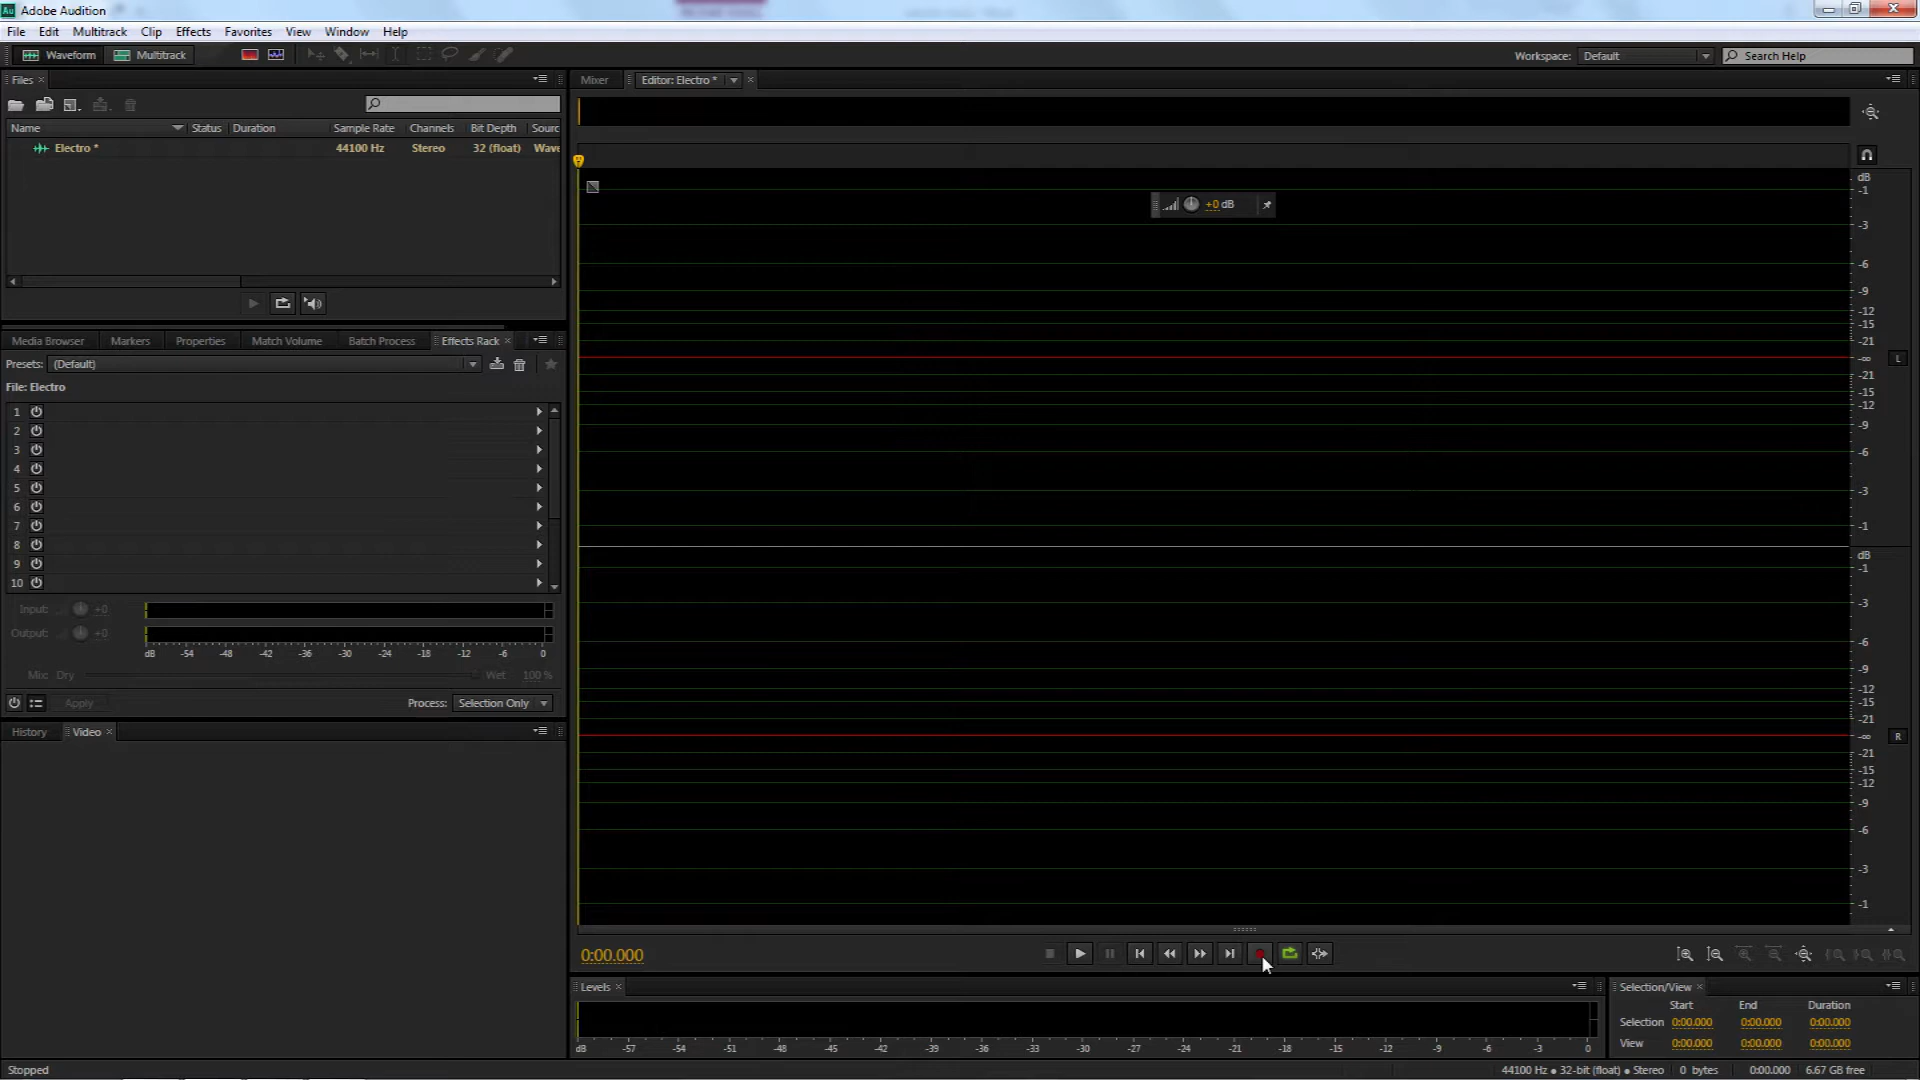 Au Adobe Audition
File Edit Multitrack Clip Effects Favorites View Window Help
Waveform Multitrack Workspace: Default Search Help
Files
Name Status Duration Sample Rate Channels Bit Depth Sourc
Electro * 44100 Hz Stereo 32 (float) Wave
Media Browser Markers Properties Match Volume Batch Process Effects Rack
Presets: (Default)
File: Electro
1
2
3
4
5
6
7
8
9
10
Input: +0
Output: +0
dB -54 -48 -42 -36 -30 -24 -18 -12 -6 0
Mix: Dry Wet 100 %
Apply Process: Selection Only
History Video
Mixer Editor: Electro *
+0 dB
dB
-1
-3
-6
-9
-12
-15
-21
-∞ L
-21
-15
-12
-9
-6
-3
-1
dB
-1
-3
-6
-9
-12
-15
-21
-∞ R
-21
-15
-12
-9
-6
-3
-1
0:00.000
Levels
dB -57 -54 -51 -48 -45 -42 -39 -36 -33 -30 -27 -24 -21 -18 -15 -12 -9 -6 -3 0
Selection/View
Start End Duration
Selection 0:00.000 0:00.000 0:00.000
View 0:00.000 0:00.000 0:00.000
Stopped 44100 Hz ● 32-bit (float) ● Stereo 0 bytes 0:00.000 6.67 GB free